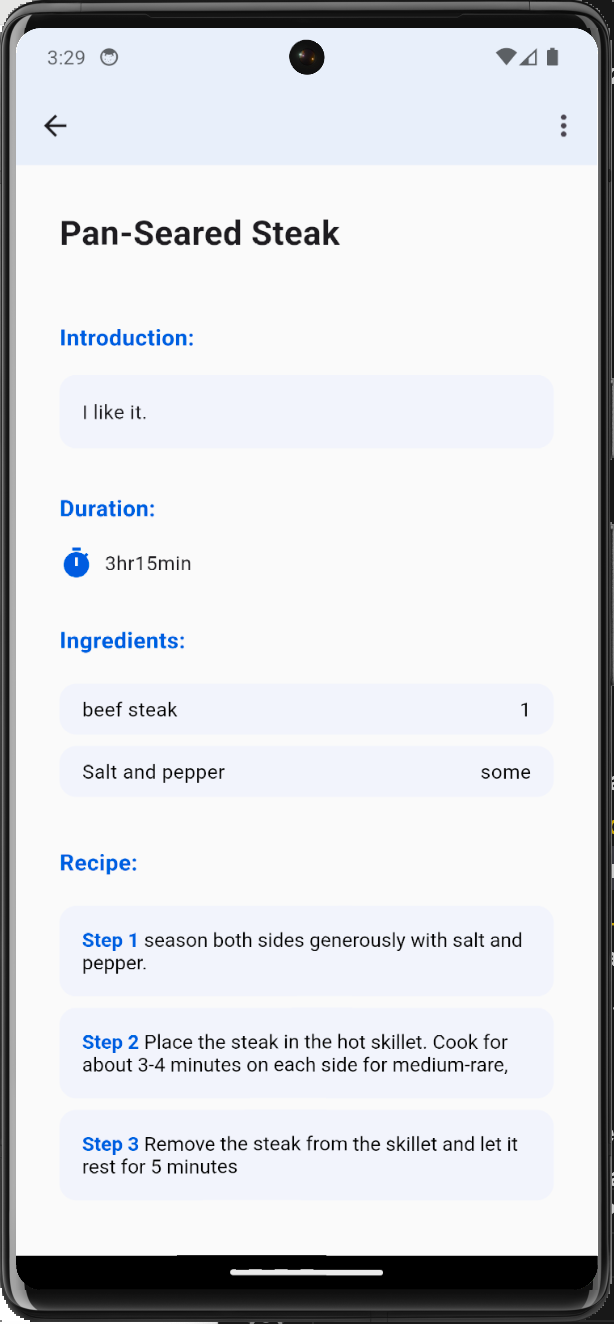 3:29
Pan-Seared Steak
Introduction:
I like it.
Duration:
3hr15min
Ingredients:
beef steak 1
Salt and pepper some
Recipe:
Step 1 season both sides generously with salt and
pepper.
Step 2 Place the steak in the hot skillet. Cook for
about 3-4 minutes on each side for medium-rare,
Step 3 Remove the steak from the skillet and let it
rest for 5 minutes